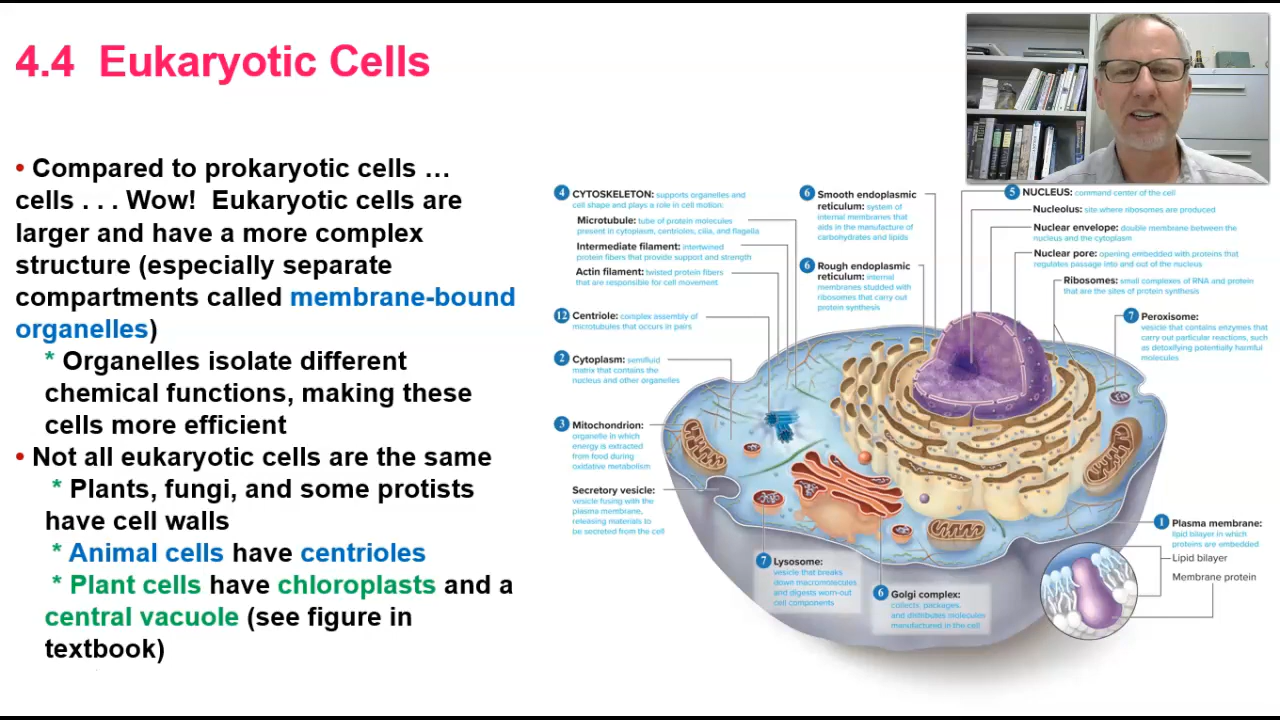 4.4  Eukaryotic Cells
• Compared to prokaryotic cells …
cells . . . Wow!  Eukaryotic cells are
larger and have a more complex
structure (especially separate
compartments called membrane-bound
organelles)
* Organelles isolate different
chemical functions, making these
cells more efficient
• Not all eukaryotic cells are the same
* Plants, fungi, and some protists
have cell walls
* Animal cells have centrioles
* Plant cells have chloroplasts and a
central vacuole (see figure in
textbook)
4 CYTOSKELETON: supports organelles and
cell shape and plays a role in cell motion:
Microtubule: tube of protein molecules
present in cytoplasm, centrioles, cilia, and flagella
Intermediate filament: intertwined
protein fibers that provide support and strength
Actin filament: twisted protein fibers
that are responsible for cell movement
12 Centriole: complex assembly of
microtubules that occurs in pairs
2 Cytoplasm: semifluid
matrix that contains the
nucleus and other organelles
3 Mitochondrion:
organelle in which
energy is extracted
from food during
oxidative metabolism
Secretory vesicle:
vesicle fusing with the
plasma membrane,
releasing materials to
be secreted from the cell
6 Smooth endoplasmic
reticulum: system of
internal membranes that
aids in the manufacture of
carbohydrates and lipids
6 Rough endoplasmic
reticulum: internal
membranes studded with
ribosomes that carry out
protein synthesis
5 NUCLEUS: command center of the cell
Nucleolus: site where ribosomes are produced
Nuclear envelope: double membrane between the
nucleus and the cytoplasm
Nuclear pore: opening embedded with proteins that
regulates passage into and out of the nucleus
Ribosomes: small complexes of RNA and protein
that are the sites of protein synthesis
7 Peroxisome:
vesicle that contains enzymes that
carry out particular reactions, such
as detoxifying potentially harmful
molecules
1 Plasma membrane:
lipid bilayer in which
proteins are embedded
Lipid bilayer
Membrane protein
7 Lysosome:
vesicle that breaks
down macromolecules
and digests worn-out
cell components
6 Golgi complex:
collects, packages,
and distributes molecules
manufactured in the cell